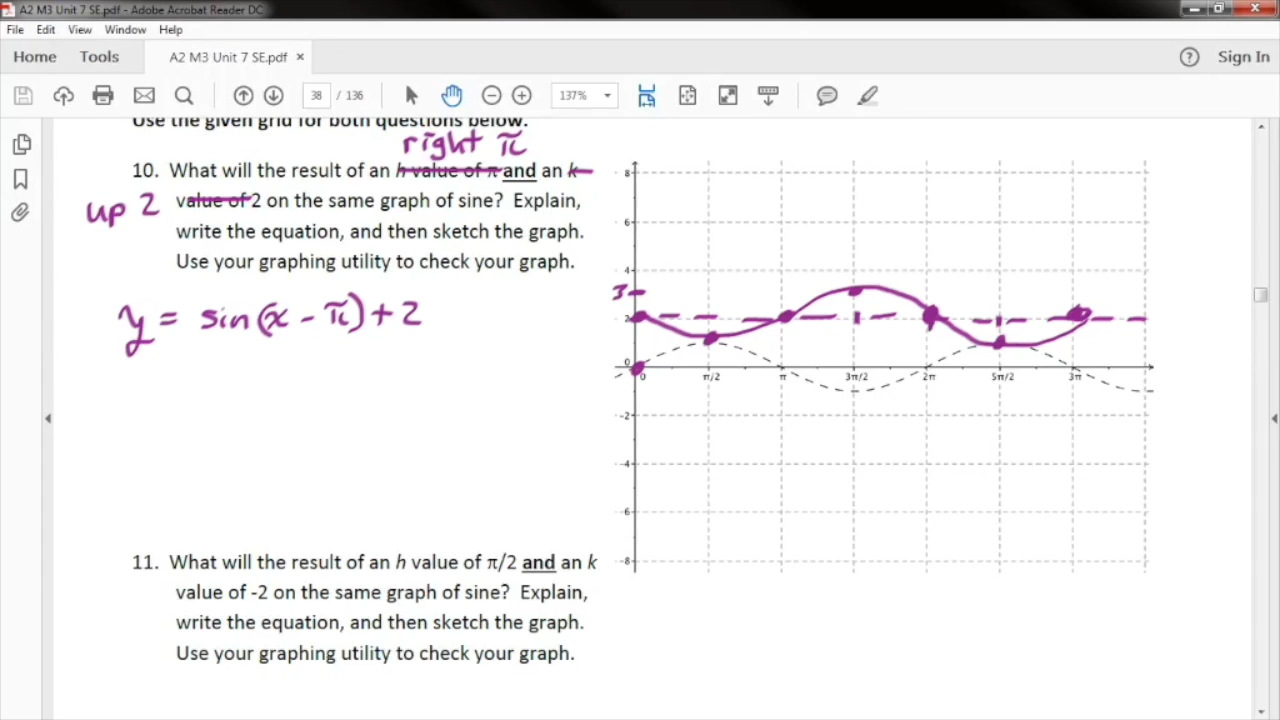 A2 M3 Unit 7 SE.pdf - Adobe Acrobat Reader DC
File Edit View Window Help
Home Tools A2 M3 Unit 7 SE.pdf × Sign In
38 / 136 137%
Use the given grid for both questions below.
right π
10. What will the result of an h value of π and an k
up 2 value of 2 on the same graph of sine? Explain,
write the equation, and then sketch the graph.
Use your graphing utility to check your graph.
y = sin(x - π) + 2
8
6
4
3
2
0
0 π/2 π 3π/2 2π 5π/2 3π
-2
-4
-6
-8
11. What will the result of an h value of π/2 and an k
value of -2 on the same graph of sine? Explain,
write the equation, and then sketch the graph.
Use your graphing utility to check your graph.